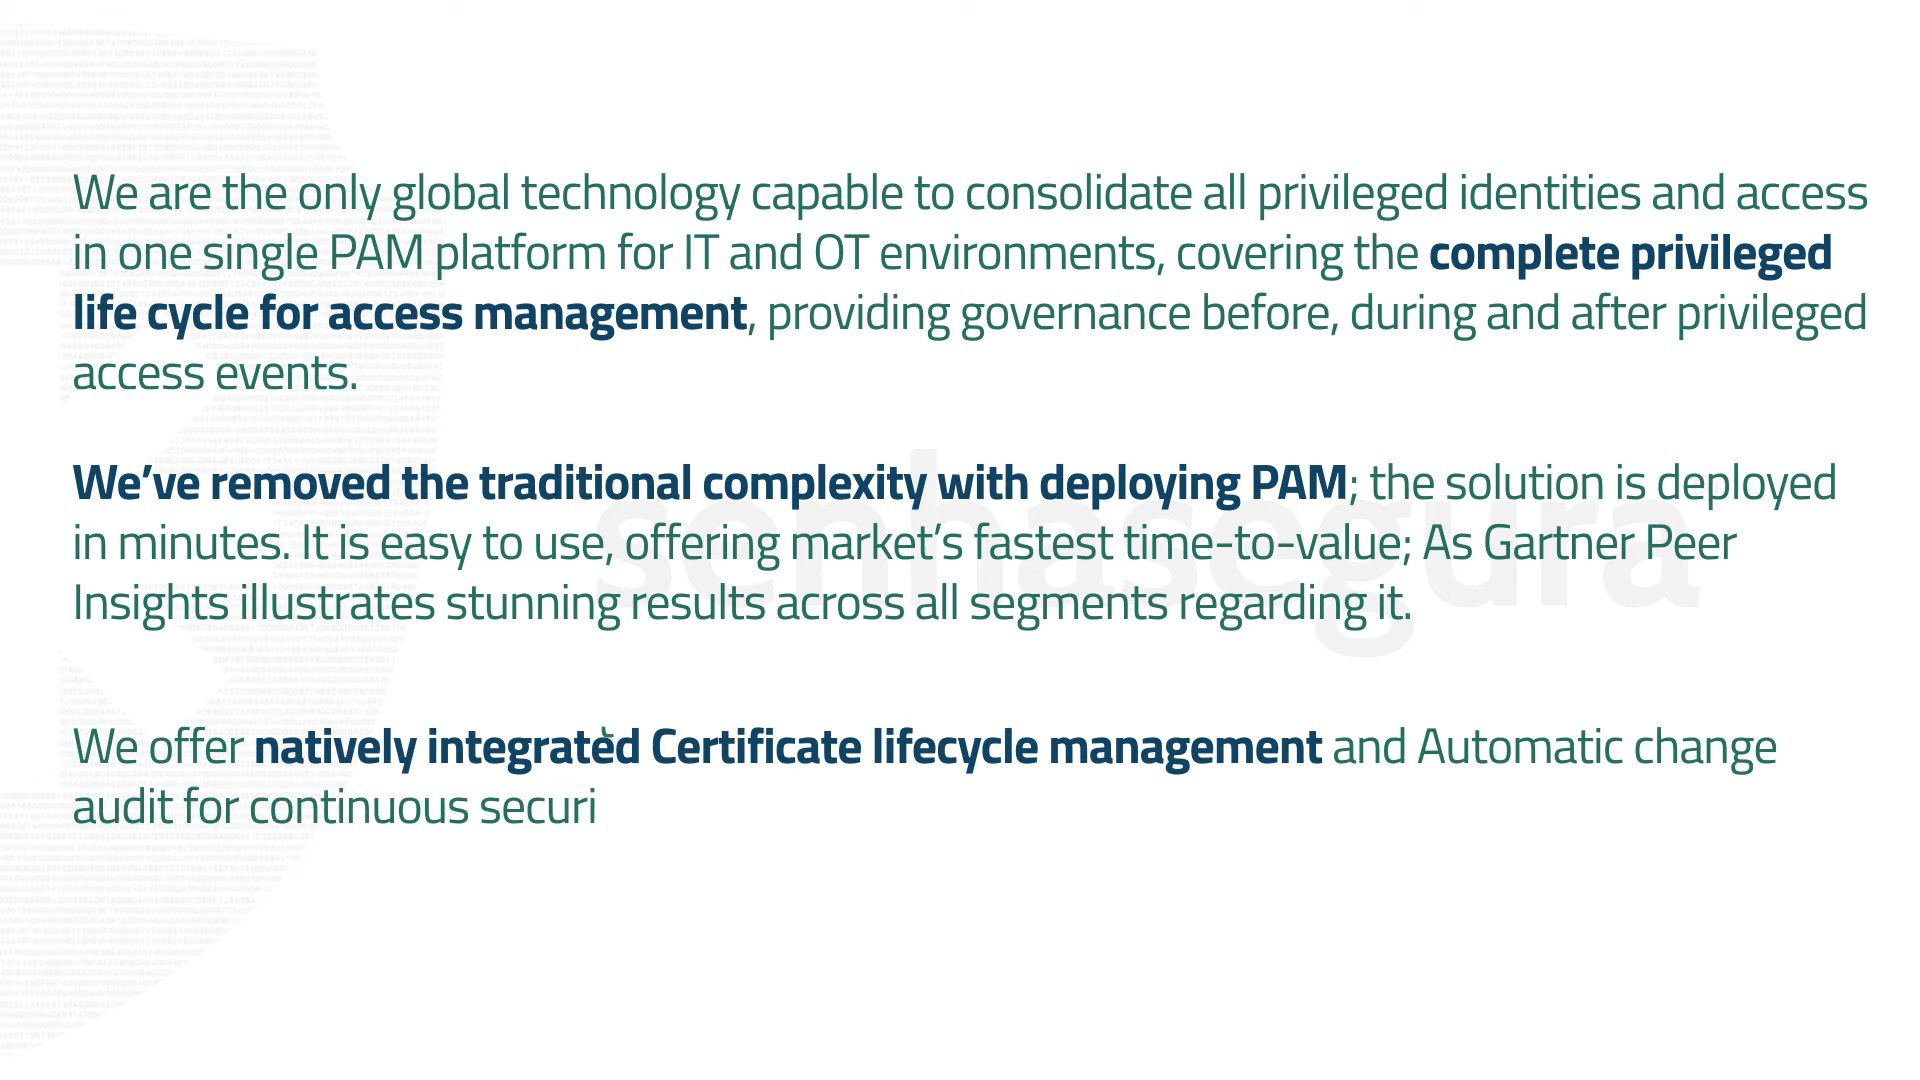 We are the only global technology capable to consolidate all privileged identities and access
in one single PAM platform for IT and OT environments, covering the complete privileged
life cycle for access management, providing governance before, during and after privileged
access events.
We’ve removed the traditional complexity with deploying PAM; the solution is deployed
in minutes. It is easy to use, offering market’s fastest time-to-value; As Gartner Peer
Insights illustrates stunning results across all segments regarding it.
senhasegura
We offer natively integrated Certificate lifecycle management and Automatic change
audit for continuous securi